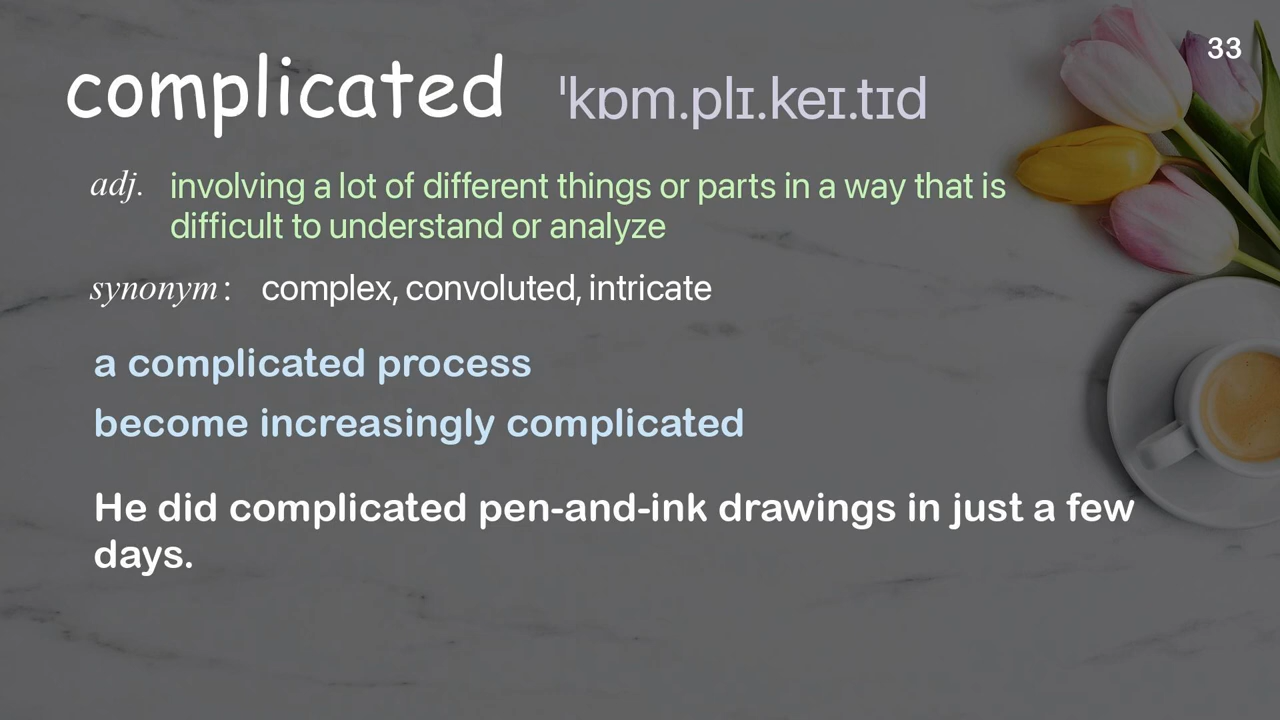 33
complicated ˈkɒm.plɪ.keɪ.tɪd
adj. involving a lot of different things or parts in a way that is
difficult to understand or analyze
synonym : complex, convoluted, intricate
a complicated process
become increasingly complicated
He did complicated pen-and-ink drawings in just a few
days.